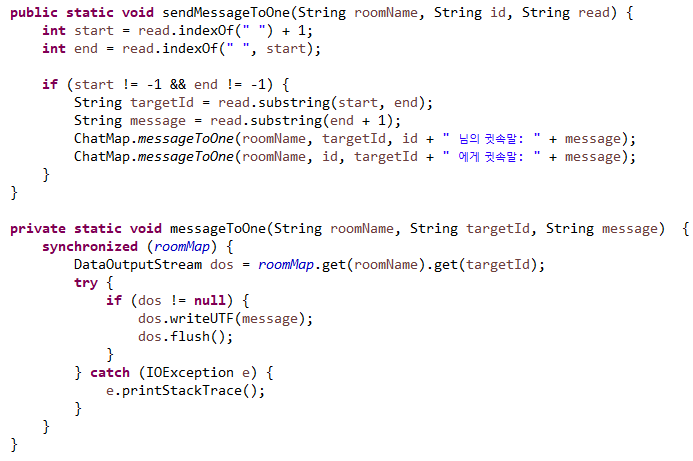 public static void sendMessageToOne(String roomName, String id, String read) {
    int start = read.indexOf(" ") + 1;
    int end = read.indexOf(" ", start);

    if (start != -1 && end != -1) {
        String targetId = read.substring(start, end);
        String message = read.substring(end + 1);
        ChatMap.messageToOne(roomName, targetId, id + " 님의 귓속말: " + message);
        ChatMap.messageToOne(roomName, id, targetId + " 에게 귓속말: " + message);
    }
}

private static void messageToOne(String roomName, String targetId, String message)  {
    synchronized (roomMap) {
        DataOutputStream dos = roomMap.get(roomName).get(targetId);
        try {
            if (dos != null) {
                dos.writeUTF(message);
                dos.flush();
            }
        } catch (IOException e) {
            e.printStackTrace();
        }
    }
}